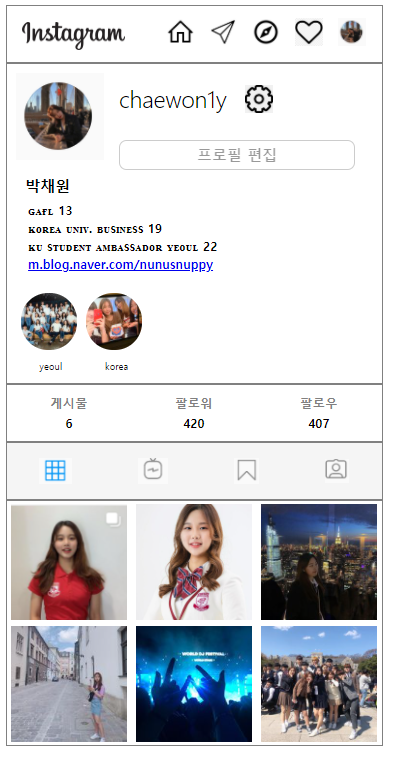 Instagram
chaewon1y
프로필 편집
박채원
GAFL 13
KOREA UNIV. BUSINESS 19
KU STUDENT AMBASSADOR YEOUL 22
m.blog.naver.com/nunusnuppy
yeoul korea
게시물 팔로워 팔로우
6 420 407
WORLD DJ FESTIVAL